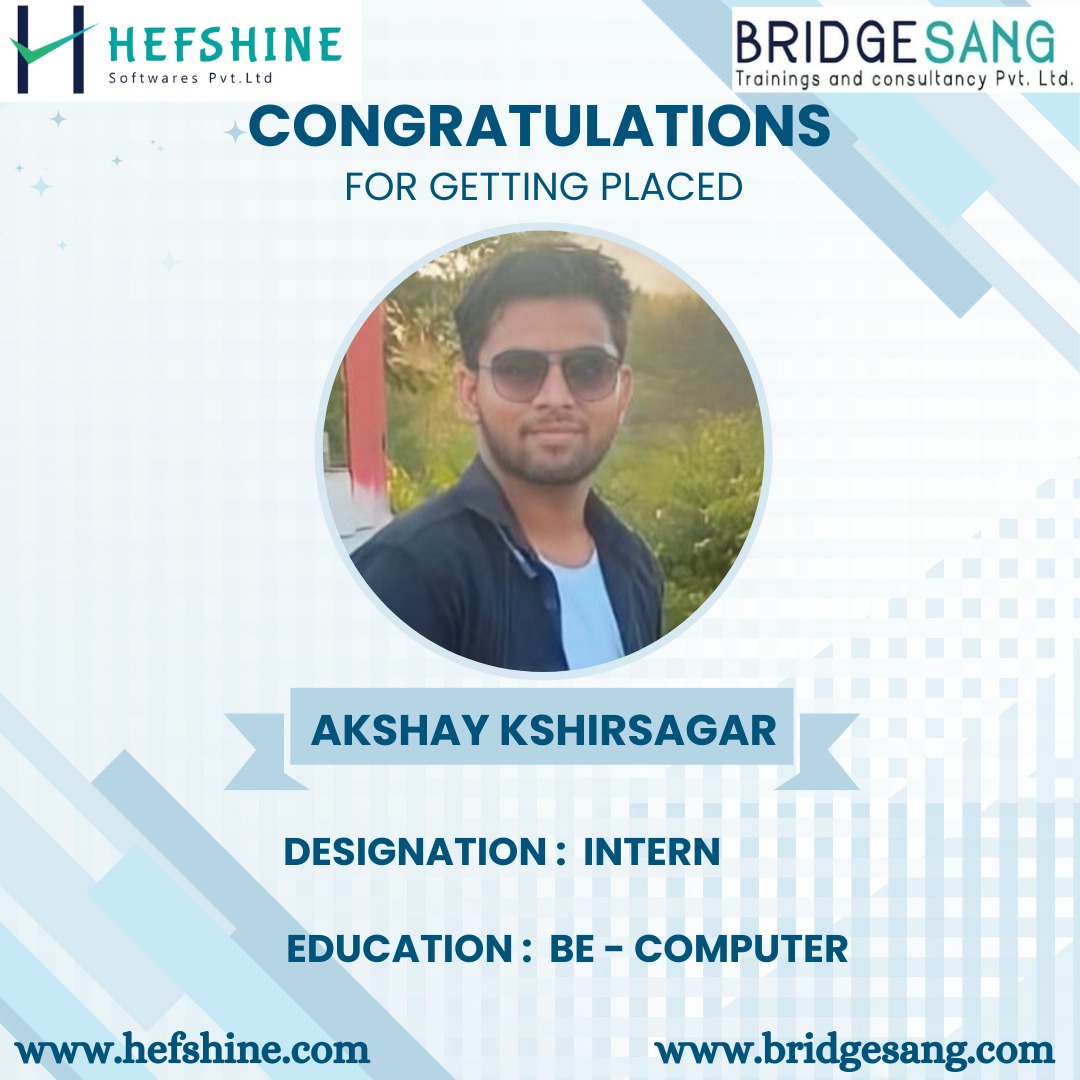 HEFSHINE
Softwares Pvt.Ltd
BRIDGESANG
Trainings and consultancy Pvt. Ltd.
CONGRATULATIONS
FOR GETTING PLACED
AKSHAY KSHIRSAGAR
DESIGNATION : INTERN
EDUCATION : BE - COMPUTER
www.hefshine.com
www.bridgesang.com